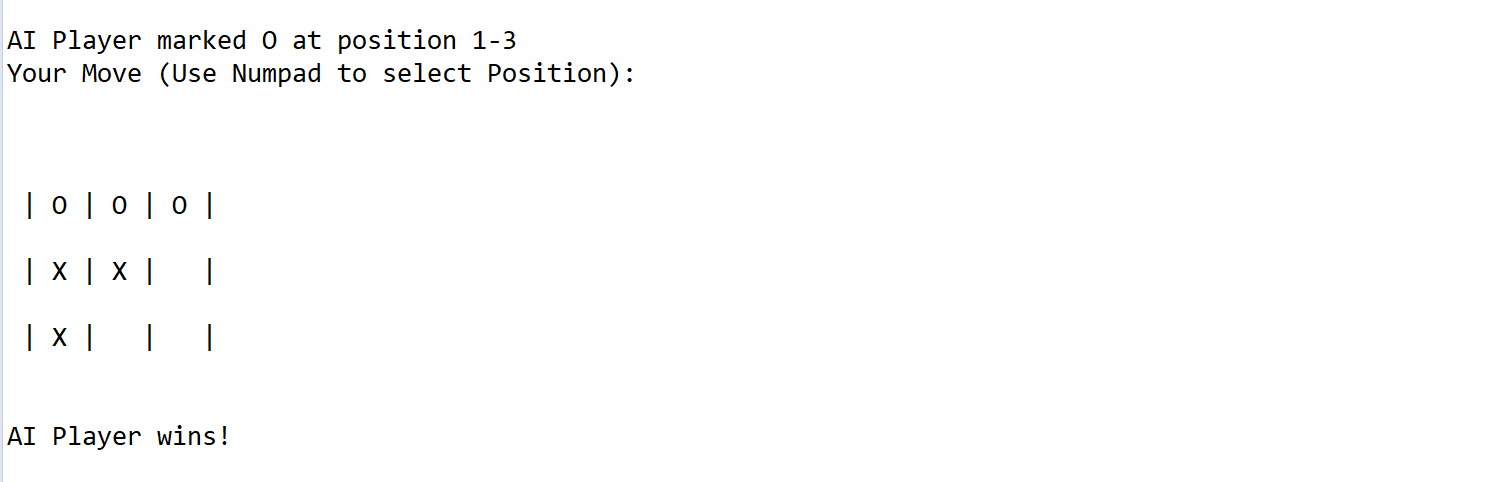 AI Player marked O at position 1-3
Your Move (Use Numpad to select Position):
| O | O | O |
| X | X |   |
| X |   |   |
AI Player wins!